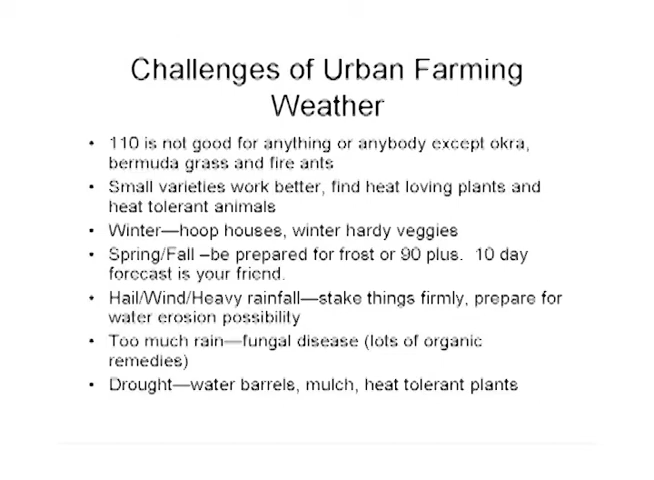 Challenges of Urban Farming
Weather
• 110 is not good for anything or anybody except okra,
bermuda grass and fire ants
• Small varieties work better, find heat loving plants and
heat tolerant animals
• Winter—hoop houses, winter hardy veggies
• Spring/Fall –be prepared for frost or 90 plus. 10 day
forecast is your friend.
• Hail/Wind/Heavy rainfall—stake things firmly, prepare for
water erosion possibility
• Too much rain—fungal disease (lots of organic
remedies)
• Drought—water barrels, mulch, heat tolerant plants